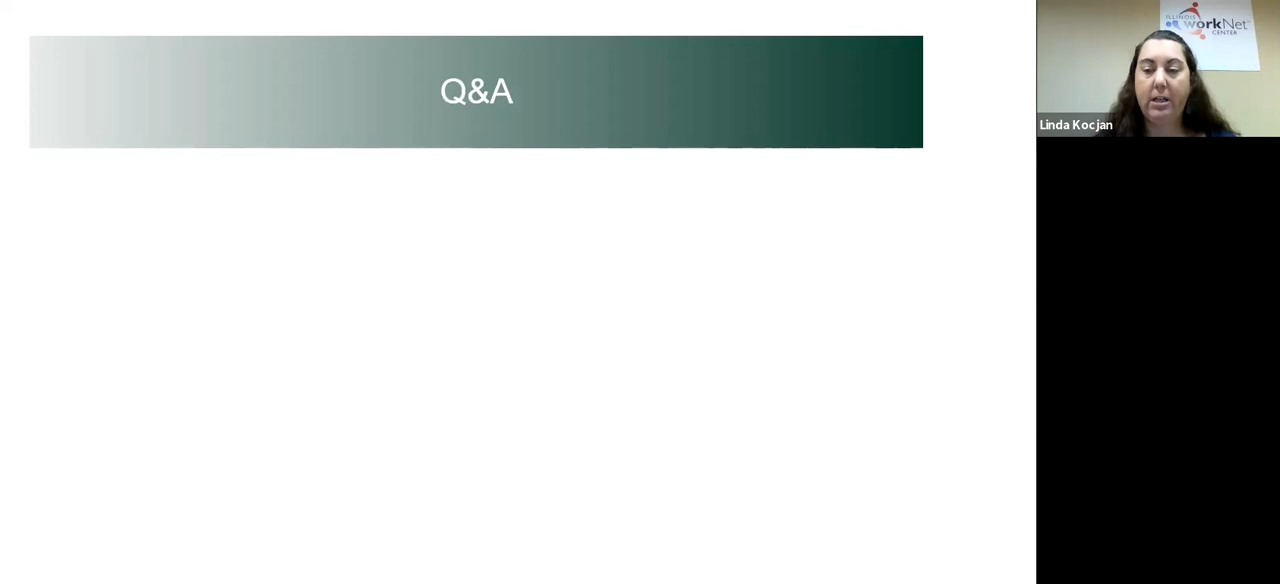 Q&A
ILLINOIS
workNet
CENTER
Linda Kocjan